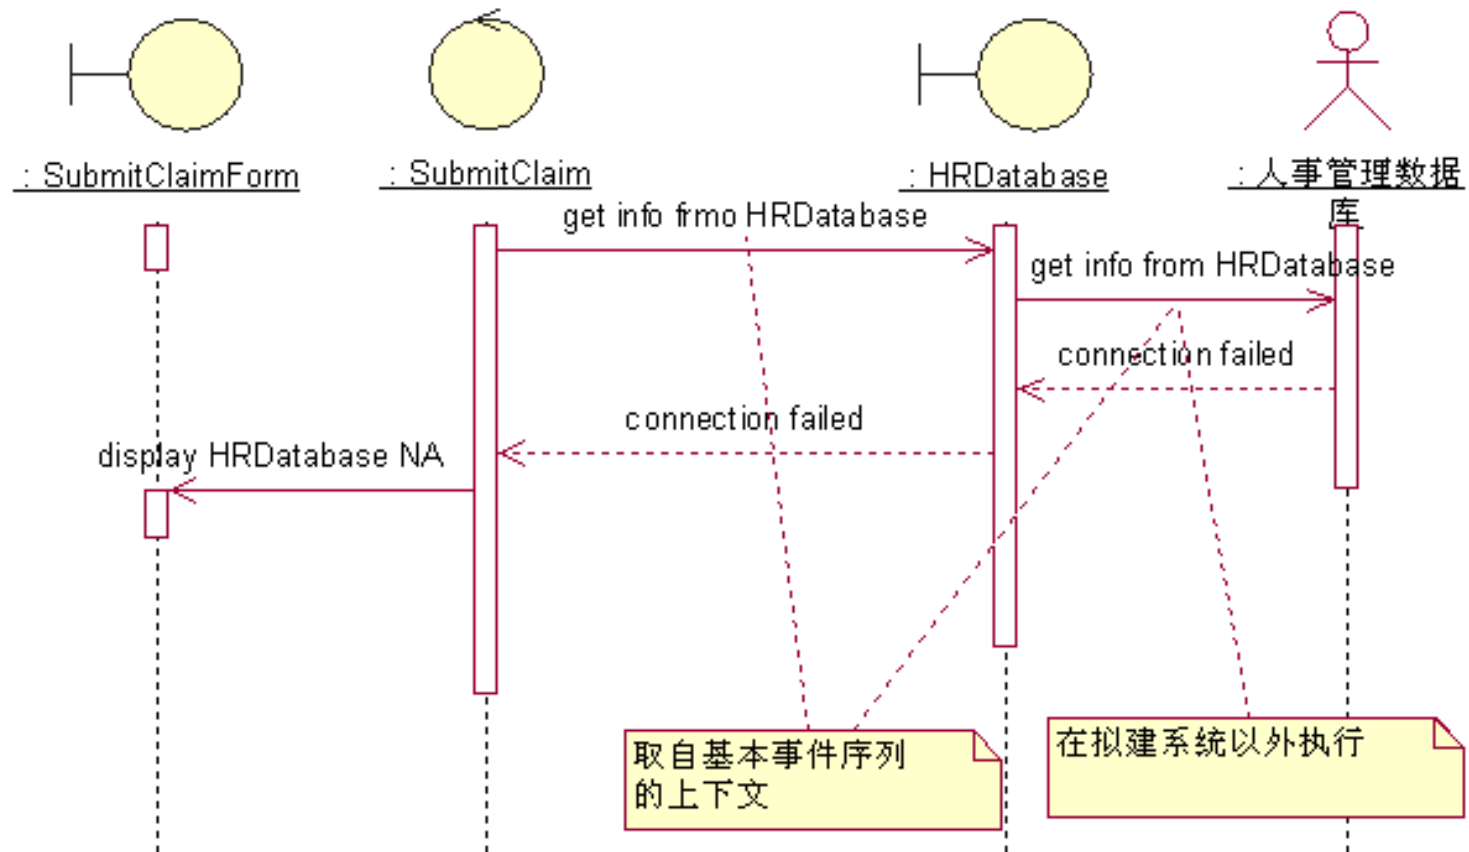 : SubmitClaimForm
: SubmitClaim
: HRDatabase
: 人事管理数据
库
get info frmo HRDatabase
get info from HRDatabase
connection failed
connection failed
display HRDatabase NA
取自基本事件序列
的上下文
在拟建系统以外执行